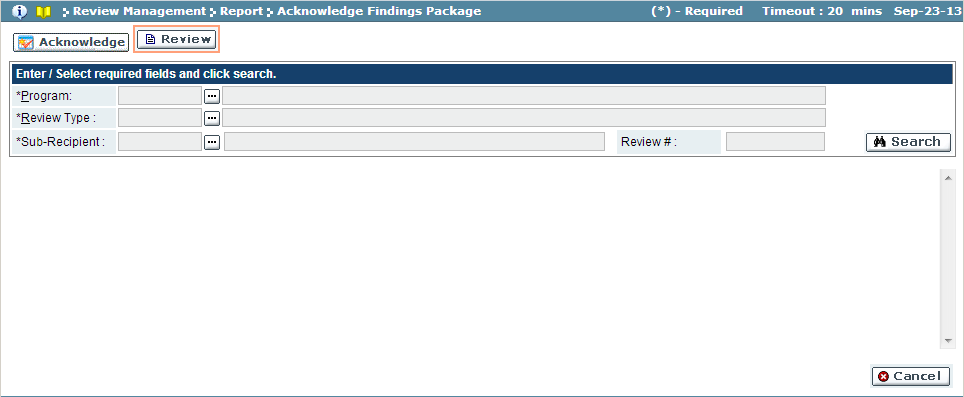 Review Management Report Acknowledge Findings Package (*) - Required Timeout : 20 mins Sep-23-13
Acknowledge Review
Enter / Select required fields and click search.
*Program:
*Review Type :
*Sub-Recipient : Review # : Search
Cancel